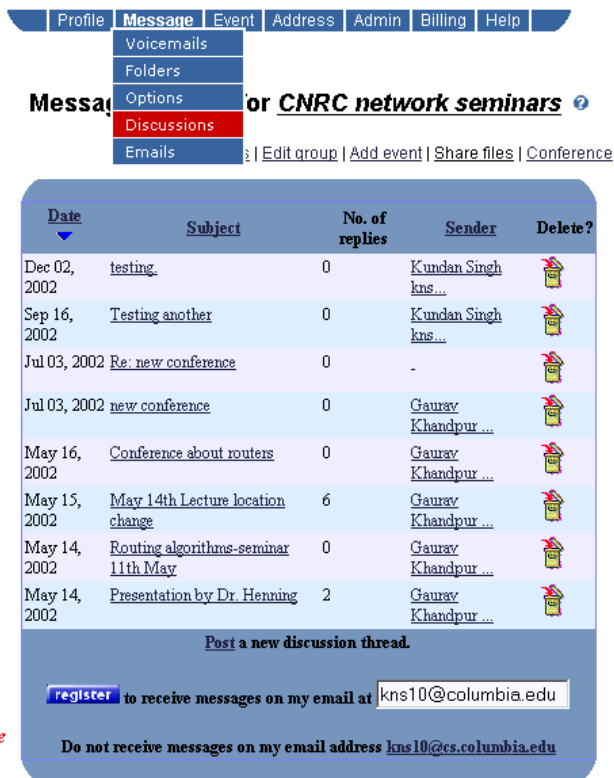 Profile Message Event Address Admin Billing Help
Voicemails
Folders
Options
Discussions
Emails
Messa or CNRC network seminars ?
s | Edit group | Add event | Share files | Conference
Date Subject No. of replies Sender Delete?
Dec 02, 2002 testing. 0 Kundan Singh kns...
Sep 16, 2002 Testing another 0 Kundan Singh kns...
Jul 03, 2002 Re: new conference 0 -
Jul 03, 2002 new conference 0 Gaurav Khandpur ...
May 16, 2002 Conference about routers 0 Gaurav Khandpur ...
May 15, 2002 May 14th Lecture location change 6 Gaurav Khandpur ...
May 14, 2002 Routing algorithms-seminar 11th May 0 Gaurav Khandpur ...
May 14, 2002 Presentation by Dr. Henning 2 Gaurav Khandpur ...
Post a new discussion thread.
register to receive messages on my email at kns10@columbia.edu
e
Do not receive messages on my email address kns10@cs.columbia.edu